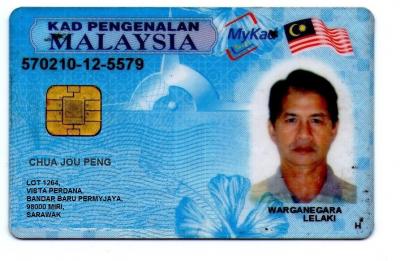 KAD PENGENALAN
MALAYSIA
MyKad
570210-12-5579
CHUA JOU PENG
LOT 1264,
VISTA PERDANA,
BANDAR BARU PERMYJAYA,
98000 MIRI,
SARAWAK
WARGANEGARA
LELAKI
H